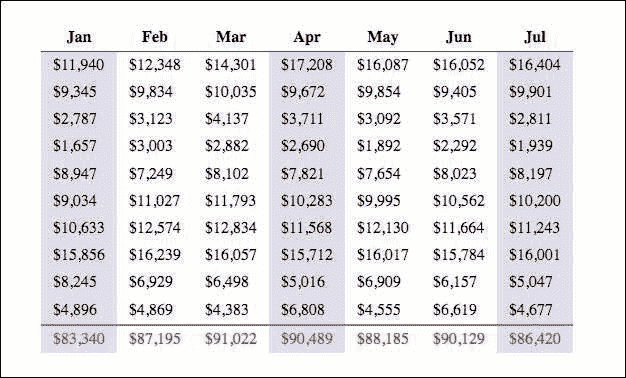 Jan Feb Mar Apr May Jun Jul
$11,940 $12,348 $14,301 $17,208 $16,087 $16,052 $16,404
$9,345 $9,834 $10,035 $9,672 $9,854 $9,405 $9,901
$2,787 $3,123 $4,137 $3,711 $3,092 $3,571 $2,811
$1,657 $3,003 $2,882 $2,690 $1,892 $2,292 $1,939
$8,947 $7,249 $8,102 $7,821 $7,654 $8,023 $8,197
$9,034 $11,027 $11,793 $10,283 $9,995 $10,562 $10,200
$10,633 $12,574 $12,834 $11,568 $12,130 $11,664 $11,243
$15,856 $16,239 $16,057 $15,712 $16,017 $15,784 $16,001
$8,245 $6,929 $6,498 $5,016 $6,909 $6,157 $5,047
$4,896 $4,869 $4,383 $6,808 $4,555 $6,619 $4,677
$83,340 $87,195 $91,022 $90,489 $88,185 $90,129 $86,420